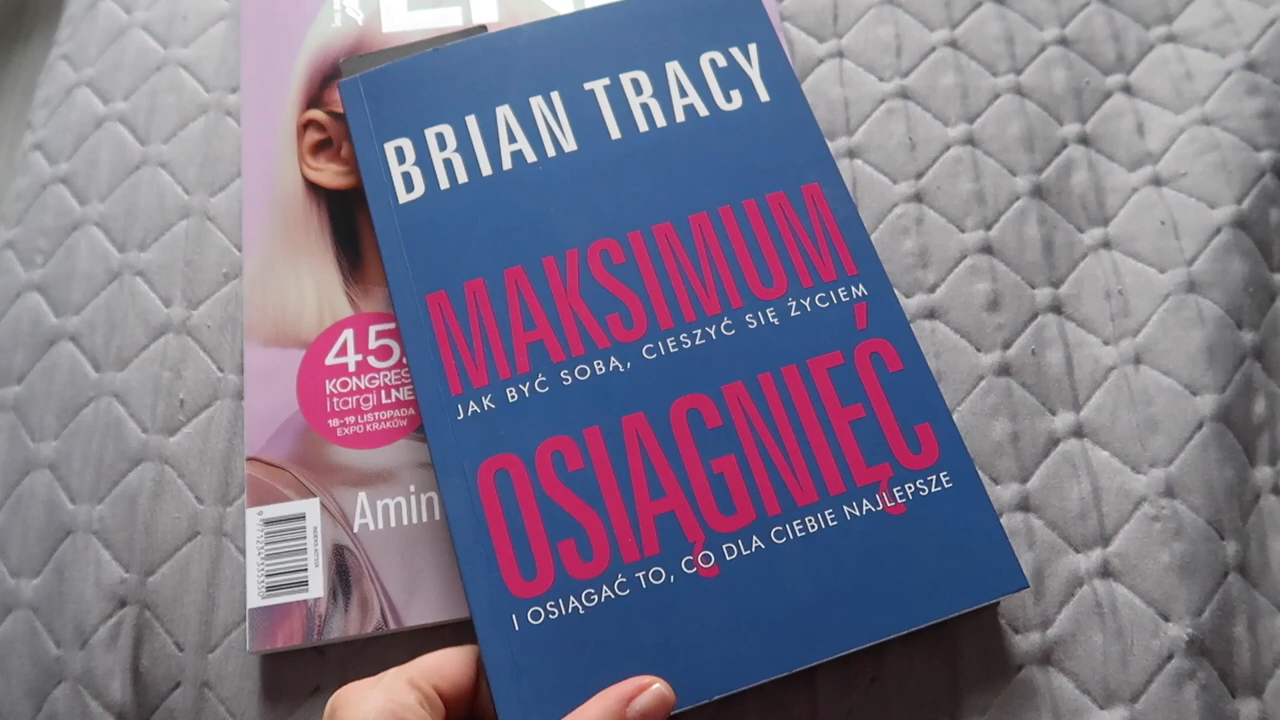 BRIAN TRACY
MAKSIMUM
JAK BYĆ SOBĄ, CIESZYĆ SIĘ ŻYCIEM
OSIĄGNIĘĆ
I OSIĄGAĆ TO, CO DLA CIEBIE NAJLEPSZE
45.
KONGRES
i targi LNE
18-19 LISTOPADA
EXPO KRAKÓW
Amin